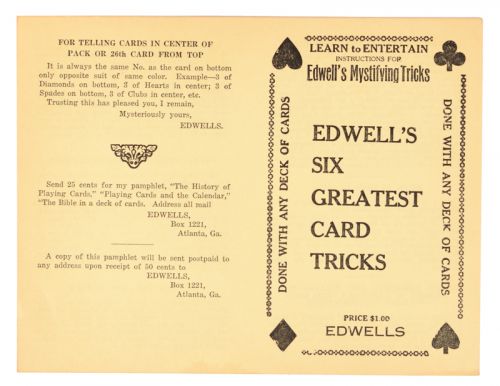 FOR TELLING CARDS IN CENTER OF
PACK OR 26th CARD FROM TOP
It is always the same No. as the card on bottom
only opposite suit of same color. Example—3 of
Diamonds on bottom, 3 of Hearts in center; 3 of
Spades on bottom, 3 of Clubs in center, etc.
Trusting this has pleased you, I remain,
Mysteriously yours,
EDWELLS.
Send 25 cents for my pamphlet, "The History of
Playing Cards," "Playing Cards and the Calendar,"
"The Bible in a deck of cards. Address all mail
EDWELLS,
Box 1221,
Atlanta, Ga.
A copy of this pamphlet will be sent postpaid to
any address upon receipt of 50 cents to
EDWELLS,
Box 1221,
Atlanta, Ga.
LEARN to ENTERTAIN
INSTRUCTIONS FOR
Edwell's Mystifying Tricks
DONE WITH ANY DECK OF CARDS
EDWELL'S
SIX
GREATEST
CARD
TRICKS
DONE WITH ANY DECK OF CARDS
PRICE $1.00
EDWELLS